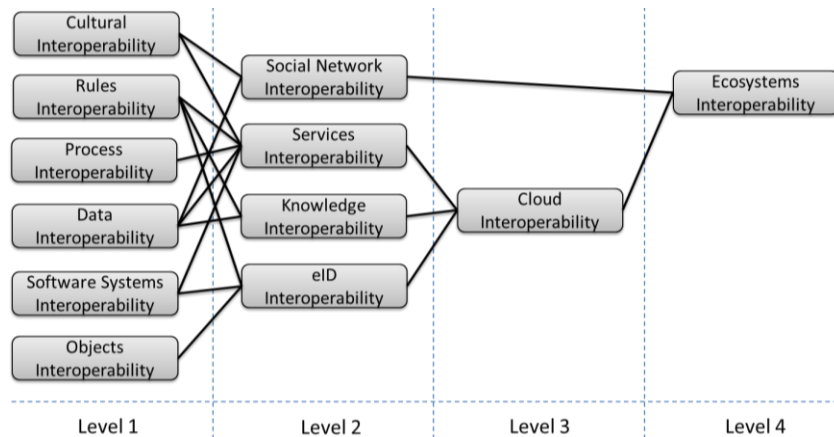 Cultural
Interoperability
Rules
Interoperability
Process
Interoperability
Data
Interoperability
Software Systems
Interoperability
Objects
Interoperability
Social Network
Interoperability
Services
Interoperability
Knowledge
Interoperability
eID
Interoperability
Cloud
Interoperability
Ecosystems
Interoperability
Level 1
Level 2
Level 3
Level 4